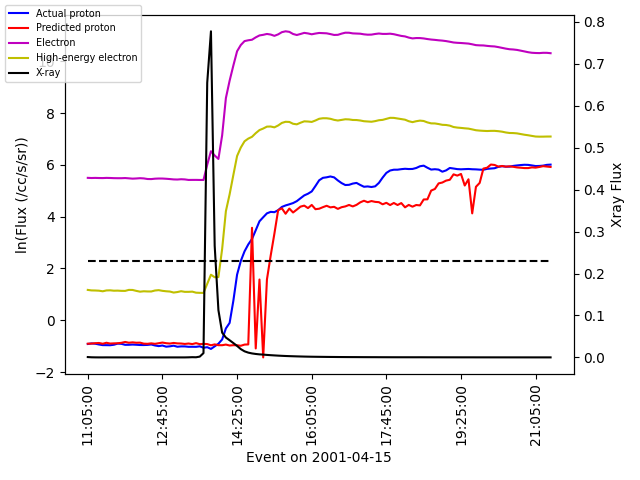 Actual proton
Predicted proton
Electron
High-energy electron
X-ray
ln(Flux (/cc/s/sr))
10
8
6
4
2
0
−2
0.8
0.7
0.6
0.5
0.4
0.3
0.2
0.1
0.0
Xray Flux
11:05:00
12:45:00
14:25:00
16:05:00
17:45:00
19:25:00
21:05:00
Event on 2001-04-15